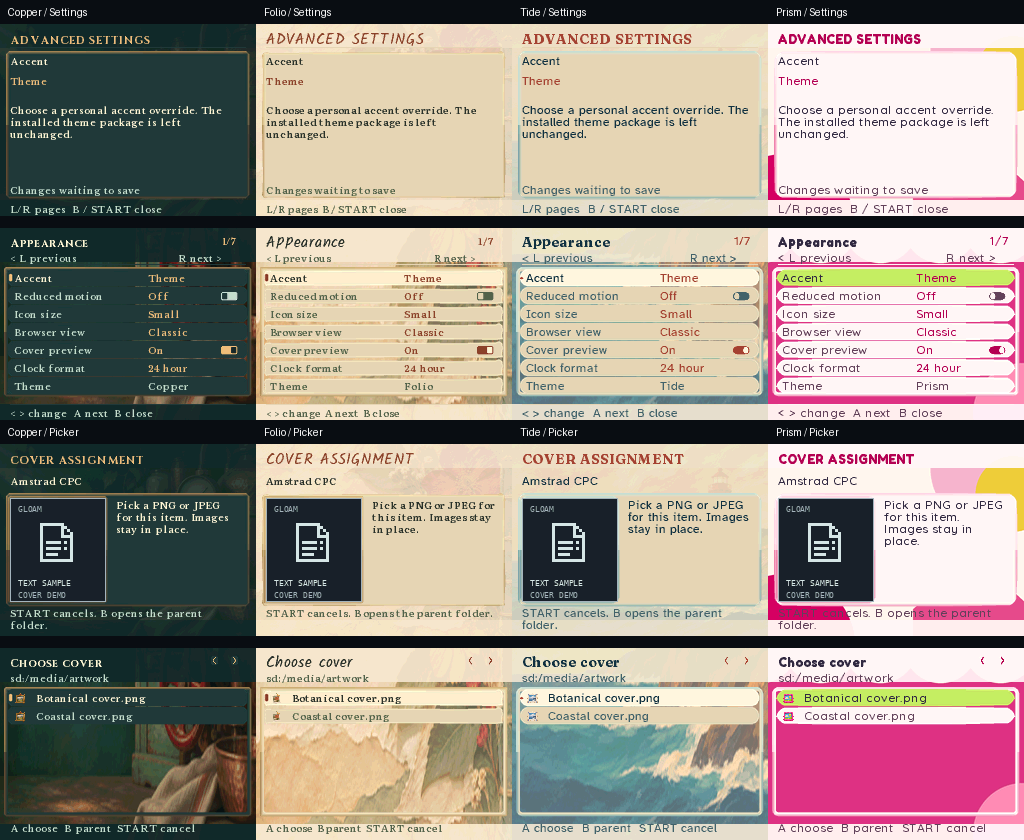 Copper / Settings
ADVANCED SETTINGS
Accent
Theme
Choose a personal accent override. The
installed theme package is left
unchanged.
Changes waiting to save
L/R pages B / START close
APPEARANCE 1/7
< L previous R next >
Accent Theme
Reduced motion Off
Icon size Small
Browser view Classic
Cover preview On
Clock format 24 hour
Theme Copper
< > change A next B close
Folio / Settings
ADVANCED SETTINGS
Accent
Theme
Choose a personal accent override. The
installed theme package is left
unchanged.
Changes waiting to save
L/R pages B / START close
Appearance 1/7
< L previous R next >
Accent Theme
Reduced motion Off
Icon size Small
Browser view Classic
Cover preview On
Clock format 24 hour
Theme Folio
< > change A next B close
Tide / Settings
ADVANCED SETTINGS
Accent
Theme
Choose a personal accent override. The
installed theme package is left
unchanged.
Changes waiting to save
L/R pages B / START close
Appearance 1/7
< L previous R next >
Accent Theme
Reduced motion Off
Icon size Small
Browser view Classic
Cover preview On
Clock format 24 hour
Theme Tide
< > change A next B close
Prism / Settings
ADVANCED SETTINGS
Accent
Theme
Choose a personal accent override.
The installed theme package is left
unchanged.
Changes waiting to save
L/R pages B / START close
Appearance 1/7
< L previous R next >
Accent Theme
Reduced motion Off
Icon size Small
Browser view Classic
Cover preview On
Clock format 24 hour
Theme Prism
< > change A next B close
Copper / Picker
COVER ASSIGNMENT
Amstrad CPC
GLOAM
TEXT SAMPLE
COVER DEMO
Pick a PNG or JPEG
for this item. Images
stay in place.
START cancels. B opens the parent
folder.
CHOOSE COVER < >
sd:/media/artwork
Botanical cover.png
Coastal cover.png
A choose B parent START cancel
Folio / Picker
COVER ASSIGNMENT
Amstrad CPC
GLOAM
TEXT SAMPLE
COVER DEMO
Pick a PNG or JPEG for
this item. Images stay
in place.
START cancels. B opens the parent folder.
Choose cover < >
sd:/media/artwork
Botanical cover.png
Coastal cover.png
A choose B parent START cancel
Tide / Picker
COVER ASSIGNMENT
Amstrad CPC
GLOAM
TEXT SAMPLE
COVER DEMO
Pick a PNG or JPEG
for this item. Images
stay in place.
START cancels. B opens the parent
folder.
Choose cover < >
sd:/media/artwork
Botanical cover.png
Coastal cover.png
A choose B parent START cancel
Prism / Picker
COVER ASSIGNMENT
Amstrad CPC
GLOAM
TEXT SAMPLE
COVER DEMO
Pick a PNG or JPEG
for this item.
Images stay in
place.
START cancels. B opens the parent
folder.
Choose cover < >
sd:/media/artwork
Botanical cover.png
Coastal cover.png
A choose B parent START cancel